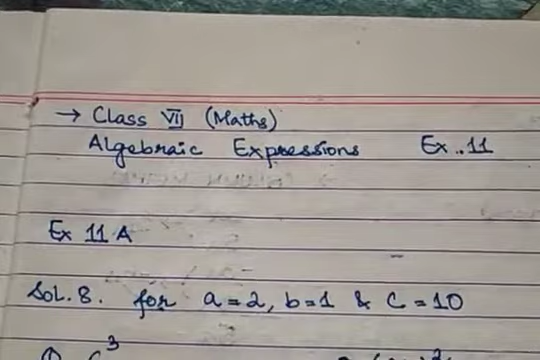 → Class VII (Maths)
Algebraic Expressions Ex..11
Ex 11 A
Sol. 8. for a=2, b=1 & c=10